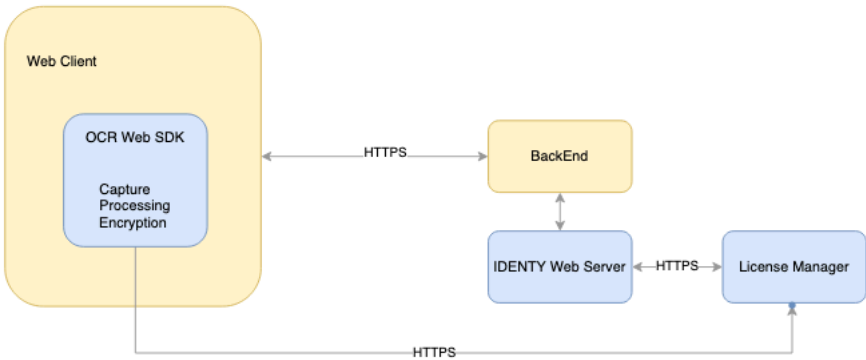 Web Client
OCR Web SDK
Capture
Processing
Encryption
HTTPS
BackEnd
IDENTY Web Server
HTTPS
License Manager
HTTPS